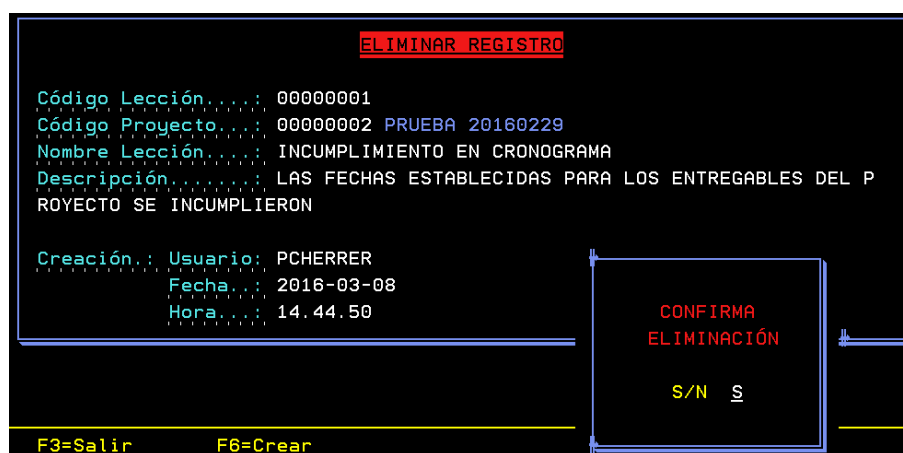 ELIMINAR REGISTRO
Código Lección....: 00000001
Código Proyecto...: 00000002 PRUEBA 20160229
Nombre Lección....: INCUMPLIMIENTO EN CRONOGRAMA
Descripción.......: LAS FECHAS ESTABLECIDAS PARA LOS ENTREGABLES DEL P
ROYECTO SE INCUMPLIERON
Creación.: Usuario: PCHERRER
Fecha..: 2016-03-08
Hora...: 14.44.50
CONFIRMA
ELIMINACIÓN
S/N S
F3=Salir F6=Crear